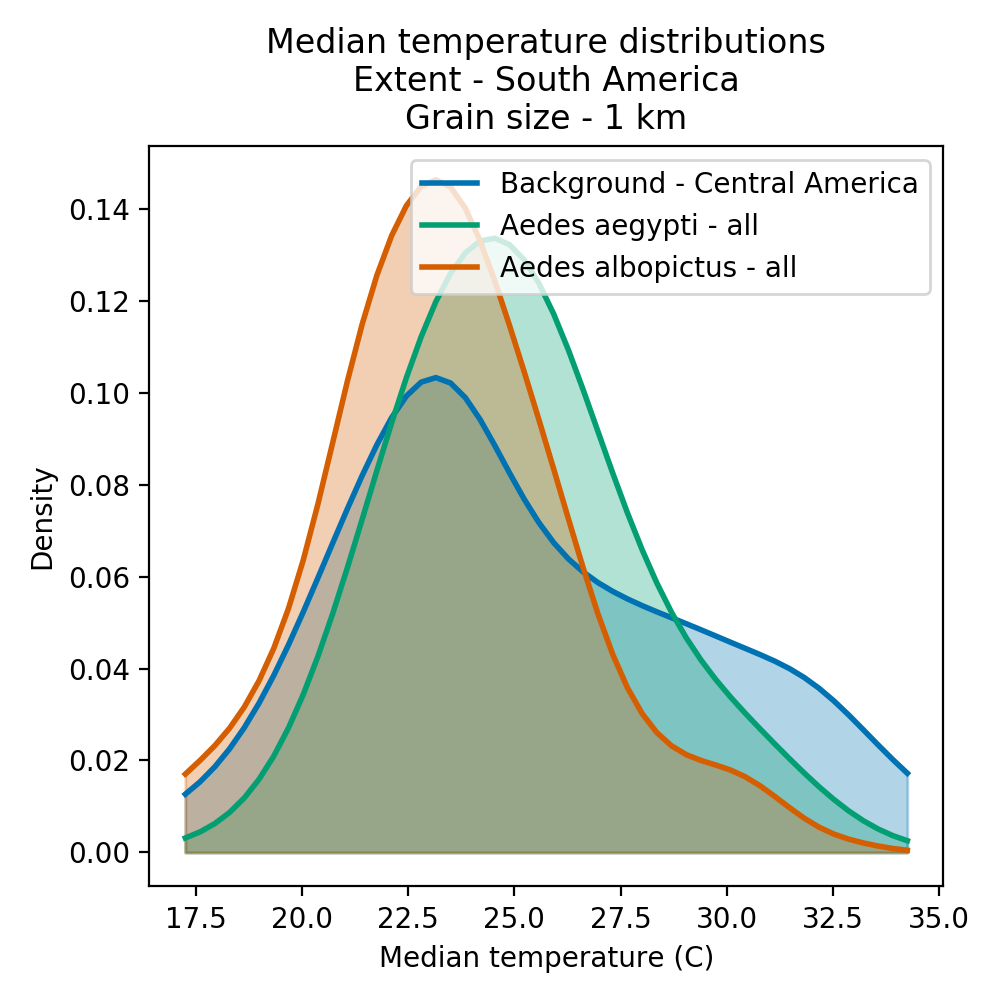 Median temperature distributions
Extent - South America
Grain size - 1 km
Background - Central America
Aedes aegypti - all
Aedes albopictus - all
Density
0.14
0.12
0.10
0.08
0.06
0.04
0.02
0.00
17.5 20.0 22.5 25.0 27.5 30.0 32.5 35.0
Median temperature (C)